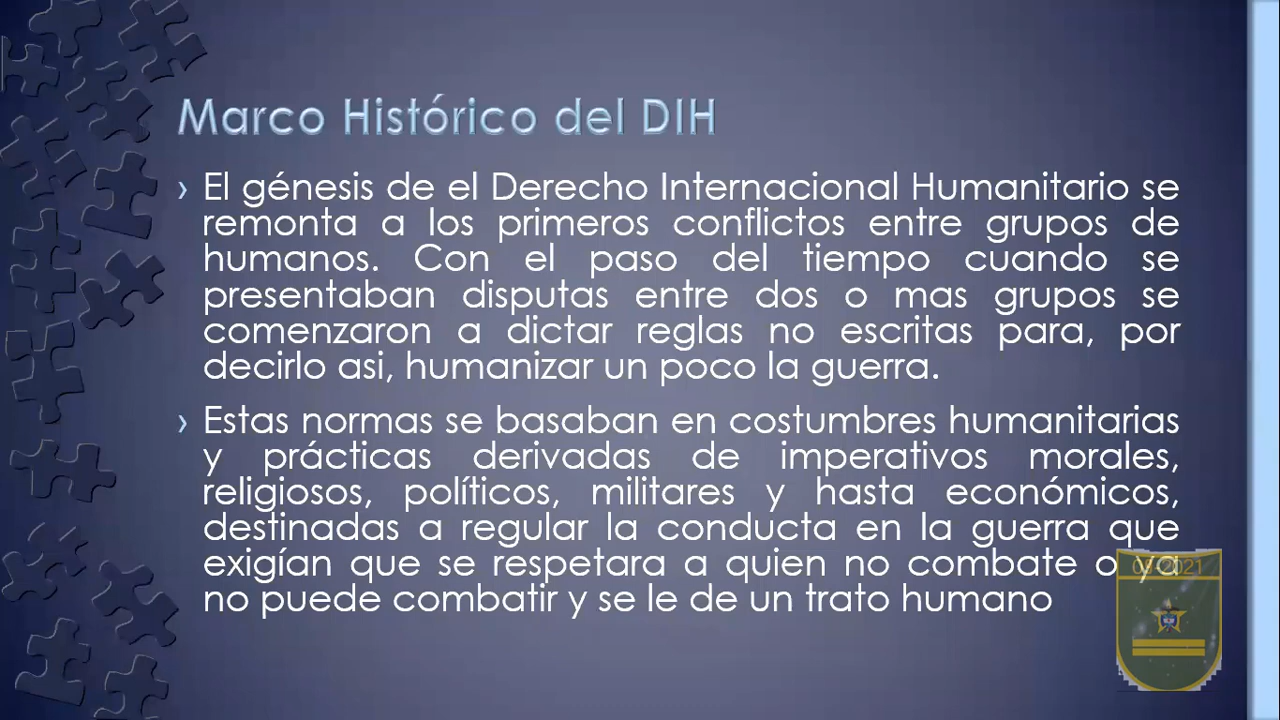 Marco Histórico del DIH
› El génesis de el Derecho Internacional Humanitario se
remonta a los primeros conflictos entre grupos de
humanos. Con el paso del tiempo cuando se
presentaban disputas entre dos o mas grupos se
comenzaron a dictar reglas no escritas para, por
decirlo asi, humanizar un poco la guerra.
› Estas normas se basaban en costumbres humanitarias
y prácticas derivadas de imperativos morales,
religiosos, políticos, militares y hasta económicos,
destinadas a regular la conducta en la guerra que
exigían que se respetara a quien no combate o ya
no puede combatir y se le de un trato humano